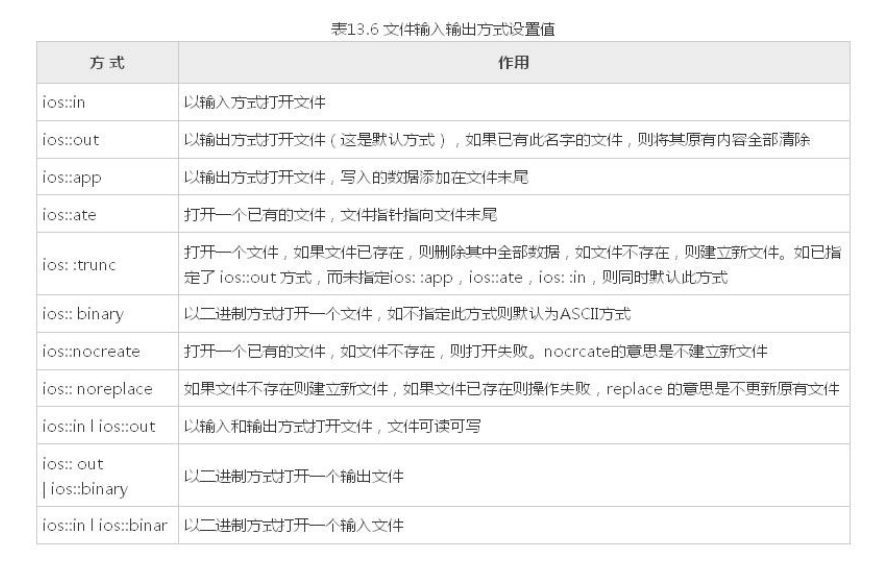 表13.6 文件输入输出方式设置值
方 式 作用
ios::in 以输入方式打开文件
ios::out 以输出方式打开文件（这是默认方式），如果已有此名字的文件，则将其原有内容全部清除
ios::app 以输出方式打开文件，写入的数据添加在文件末尾
ios::ate 打开一个已有的文件，文件指针指向文件末尾
ios: :trunc 打开一个文件，如果文件已存在，则删除其中全部数据，如文件不存在，则建立新文件。如已指
定了 ios::out 方式，而未指定ios: :app，ios::ate，ios: :in，则同时默认此方式
ios:: binary 以二进制方式打开一个文件，如不指定此方式则默认为ASCII方式
ios::nocreate 打开一个已有的文件，如文件不存在，则打开失败。nocrcate的意思是不建立新文件
ios:: noreplace 如果文件不存在则建立新文件，如果文件已存在则操作失败，replace 的意思是不更新原有文件
ios::in l ios::out 以输入和输出方式打开文件，文件可读可写
ios:: out
| ios::binary 以二进制方式打开一个输出文件
ios::in l ios::binar 以二进制方式打开一个输入文件